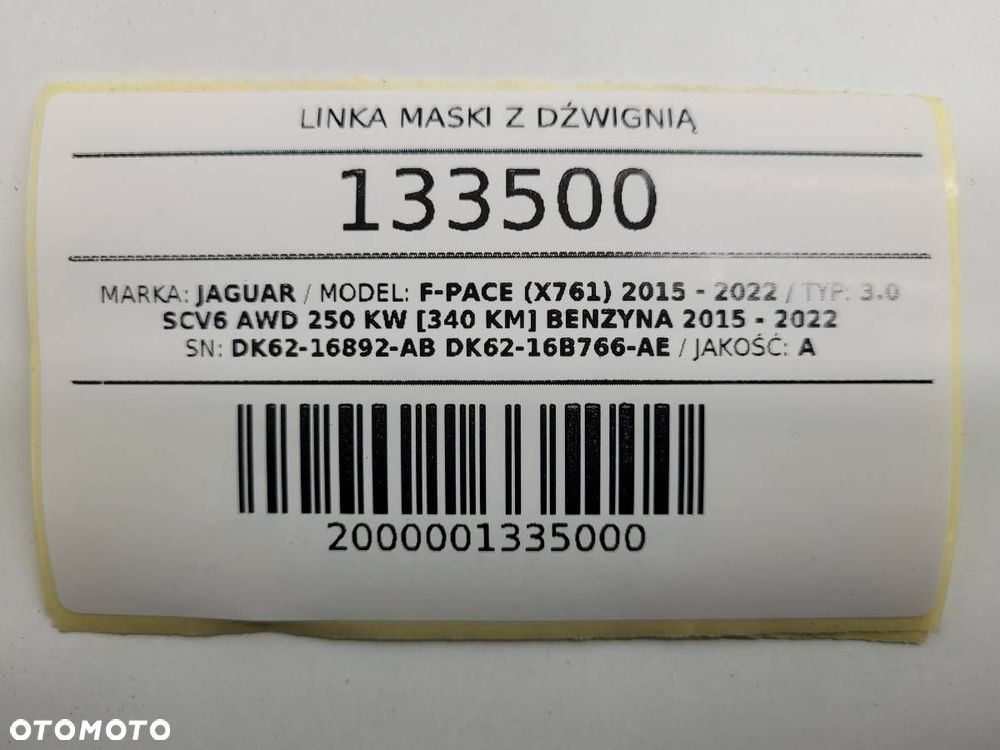 LINKA MASKI Z DŹWIGNIĄ
133500
MARKA: JAGUAR / MODEL: F-PACE (X761) 2015 - 2022 / TYP: 3.0
SCV6 AWD 250 KW [340 KM] BENZYNA 2015 - 2022
SN: DK62-16892-AB DK62-16B766-AE / JAKOŚĆ: A
2000001335000
OTOMOTO